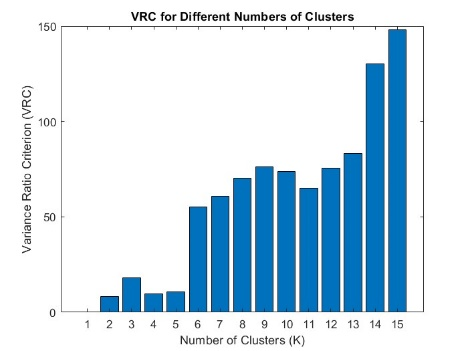 VRC for Different Numbers of Clusters
Variance Ratio Criterion (VRC)
150
100
50
0
1 2 3 4 5 6 7 8 9 10 11 12 13 14 15
Number of Clusters (K)